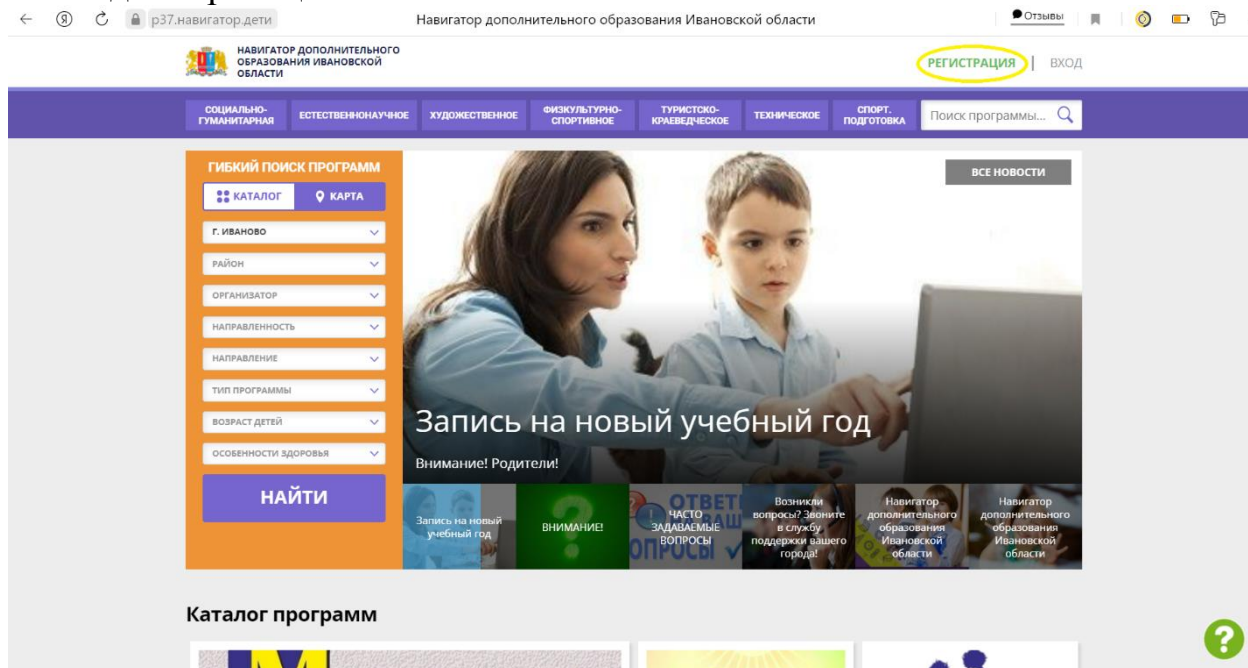 р37.навигатор.дети
Навигатор дополнительного образования Ивановской области
Отзывы
НАВИГАТОР ДОПОЛНИТЕЛЬНОГО
ОБРАЗОВАНИЯ ИВАНОВСКОЙ
ОБЛАСТИ
РЕГИСТРАЦИЯ | ВХОД
СОЦИАЛЬНО-
ГУМАНИТАРНАЯ
ЕСТЕСТВЕННОНАУЧНОЕ
ХУДОЖЕСТВЕННОЕ
ФИЗКУЛЬТУРНО-
СПОРТИВНОЕ
ТУРИСТСКО-
КРАЕВЕДЧЕСКОЕ
ТЕХНИЧЕСКОЕ
СПОРТ.
ПОДГОТОВКА
Поиск программы...
ГИБКИЙ ПОИСК ПРОГРАММ
КАТАЛОГ
КАРТА
Г. ИВАНОВО
РАЙОН
ОРГАНИЗАТОР
НАПРАВЛЕННОСТЬ
НАПРАВЛЕНИЕ
ТИП ПРОГРАММЫ
ВОЗРАСТ ДЕТЕЙ
ОСОБЕННОСТИ ЗДОРОВЬЯ
НАЙТИ
ВСЕ НОВОСТИ
Запись на новый учебный год
Внимание! Родители!
Запись на новый
учебный год
ВНИМАНИЕ!
ЧАСТО
ЗАДАВАЕМЫЕ
ВОПРОСЫ
Возникли
вопросы? Звоните
в службу
поддержки вашего
города!
Навигатор
дополнительного
образования
Ивановской
области
Навигатор
дополнительного
образования
Ивановской
области
Каталог программ
?